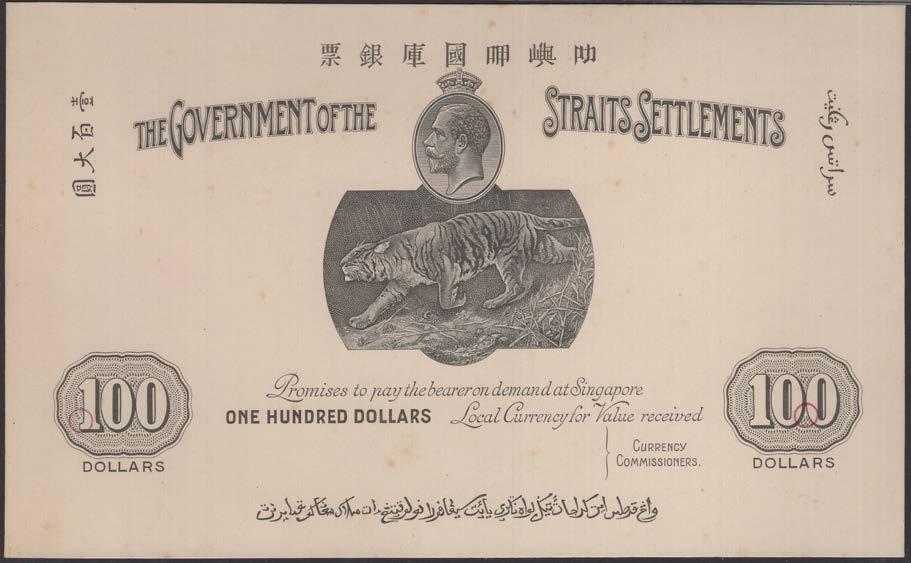 叻嶼呷國庫銀票
THE GOVERNMENT OF THE STRAITS SETTLEMENTS
壹百大圓
سراتس رڠݢيت
Promises to pay the bearer on demand at Singapore
ONE HUNDRED DOLLARS Local Currency for Value received
CURRENCY
COMMISSIONERS.
100
DOLLARS
100
DOLLARS